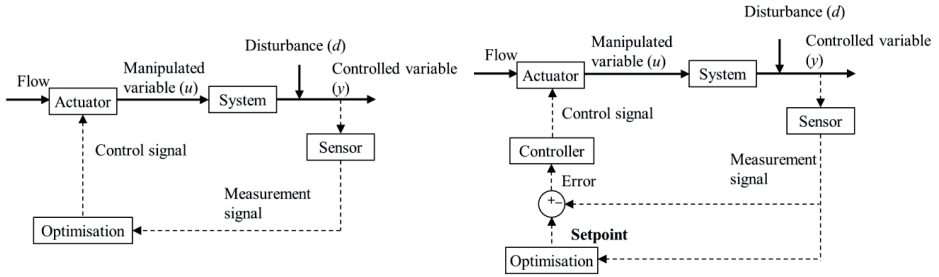 Disturbance (d)
Flow
Manipulated
variable (u)
Controlled variable
(y)
Actuator
System
Sensor
Control signal
Measurement
signal
Optimisation
Disturbance (d)
Flow
Manipulated
variable (u)
Controlled variable
(y)
Actuator
System
Sensor
Control signal
Controller
Measurement
signal
Error
+−
Setpoint
Optimisation